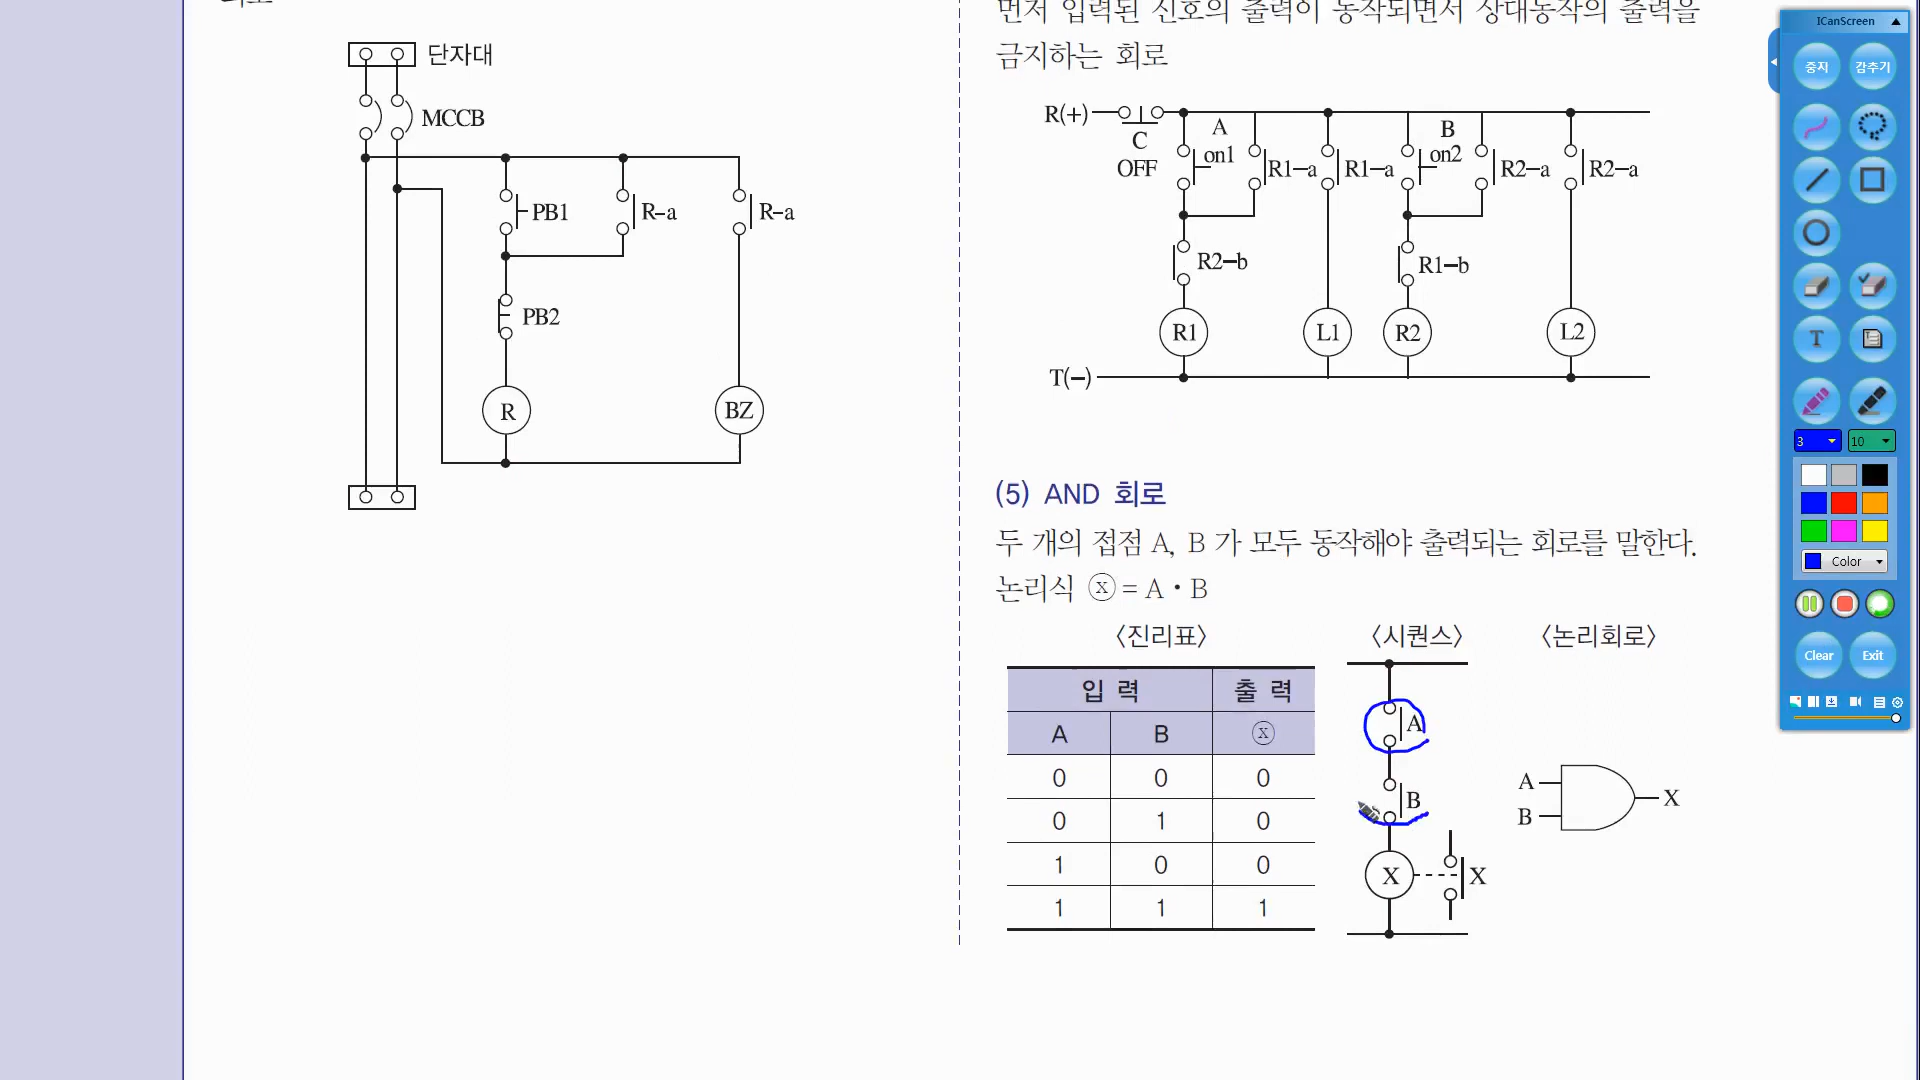 회로
단자대
MCCB
PB1
R-a
R-a
PB2
R
BZ
먼저 입력된 신호의 출력이 동작되면서 상대동작의 출력을
금지하는 회로
R(+)
C
OFF
A
on1
R1-a
R1-a
B
on2
R2-a
R2-a
R2-b
R1-b
R1
L1
R2
L2
T(-)
(5) AND 회로
두 개의 접점 A, B 가 모두 동작해야 출력되는 회로를 말한다.
논리식 ⓧ = A · B
〈진리표〉
〈시퀀스〉
〈논리회로〉
입 력 출 력
A B ⓧ
0 0 0
0 1 0
1 0 0
1 1 1
A
B
X
X
A
B
X
ICanScreen
중지 감추기
T
3 10
Color
Clear Exit